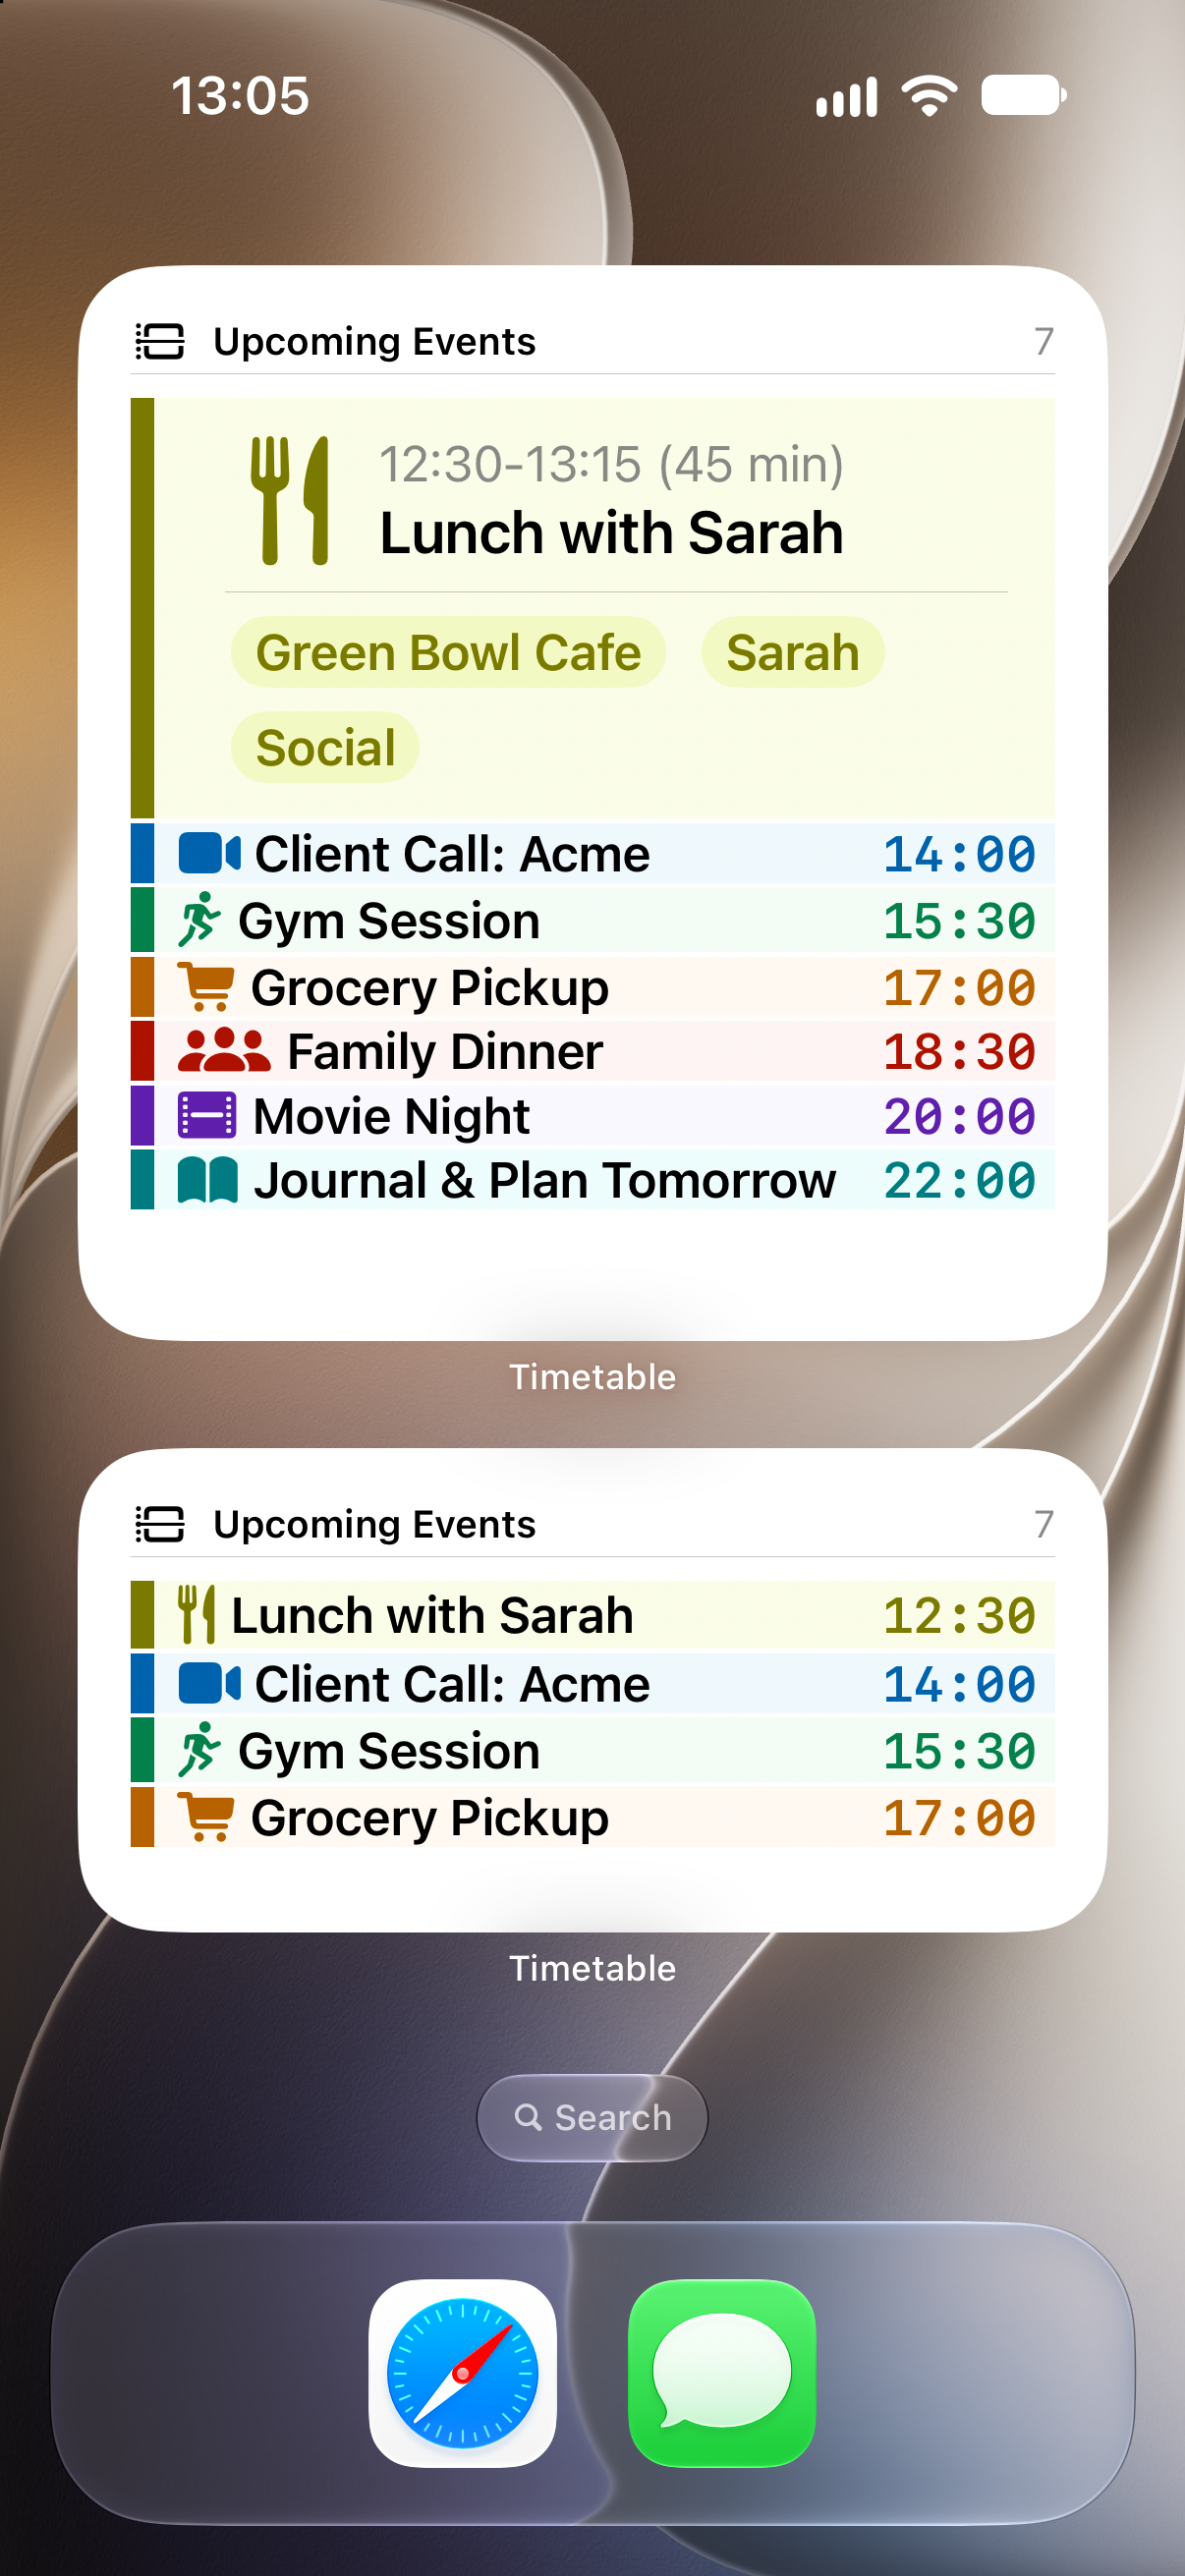 13:05
Upcoming Events 7
12:30-13:15 (45 min)
Lunch with Sarah
Green Bowl Cafe Sarah
Social
Client Call: Acme 14:00
Gym Session 15:30
Grocery Pickup 17:00
Family Dinner 18:30
Movie Night 20:00
Journal & Plan Tomorrow 22:00
Timetable
Upcoming Events 7
Lunch with Sarah 12:30
Client Call: Acme 14:00
Gym Session 15:30
Grocery Pickup 17:00
Timetable
Search